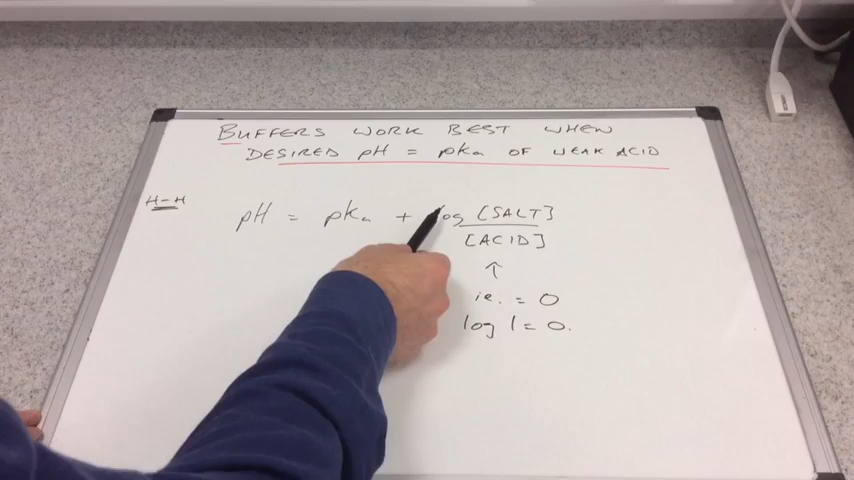 BUFFERS WORK BEST WHEN
DESIRED pH = pKa OF WEAK ACID
H-H
pH = pKa + log [SALT]
[ACID]
↑
ie. = 0
log 1 = 0.